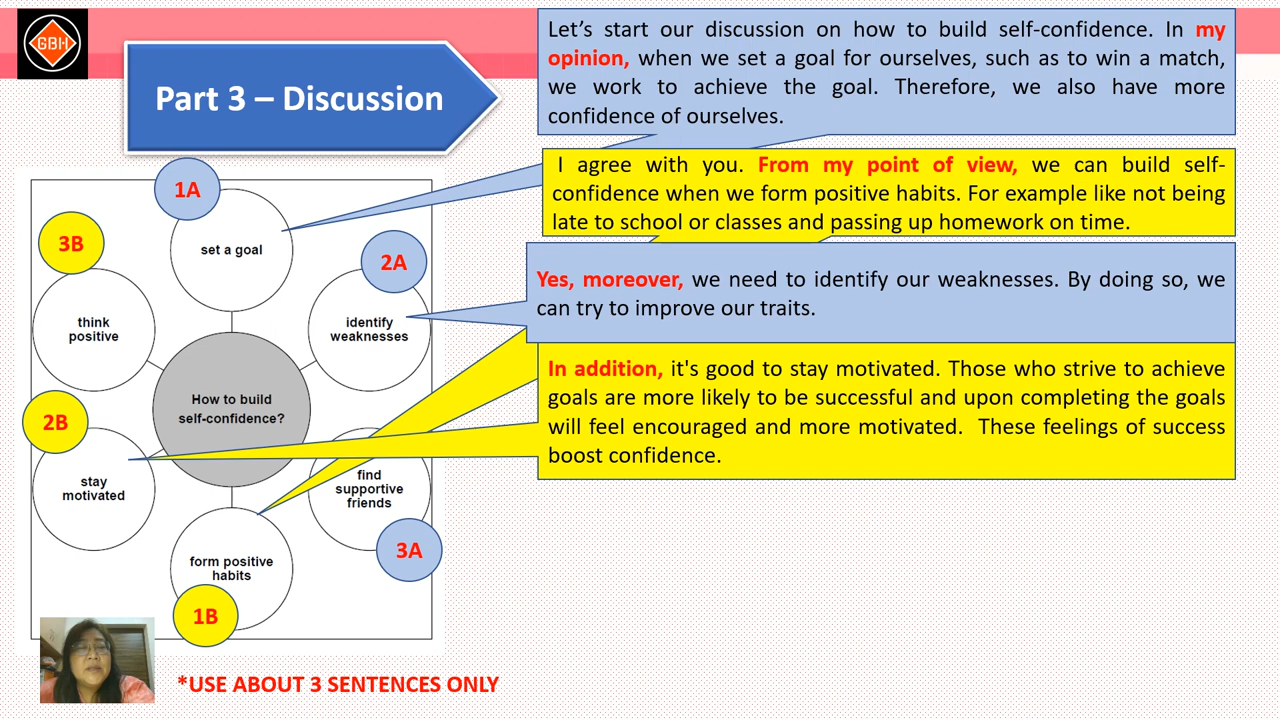 GBH
Part 3 – Discussion
Let’s start our discussion on how to build self-confidence. In my
opinion, when we set a goal for ourselves, such as to win a match,
we work to achieve the goal. Therefore, we also have more
confidence of ourselves.
I agree with you. From my point of view, we can build self-
confidence when we form positive habits. For example like not being
late to school or classes and passing up homework on time.
Yes, moreover, we need to identify our weaknesses. By doing so, we
can try to improve our traits.
In addition, it's good to stay motivated. Those who strive to achieve
goals are more likely to be successful and upon completing the goals
will feel encouraged and more motivated. These feelings of success
boost confidence.
1A
set a goal
3B
think
positive
2A
identify
weaknesses
How to build
self-confidence?
2B
stay
motivated
find
supportive
friends
3A
form positive
habits
1B
*USE ABOUT 3 SENTENCES ONLY